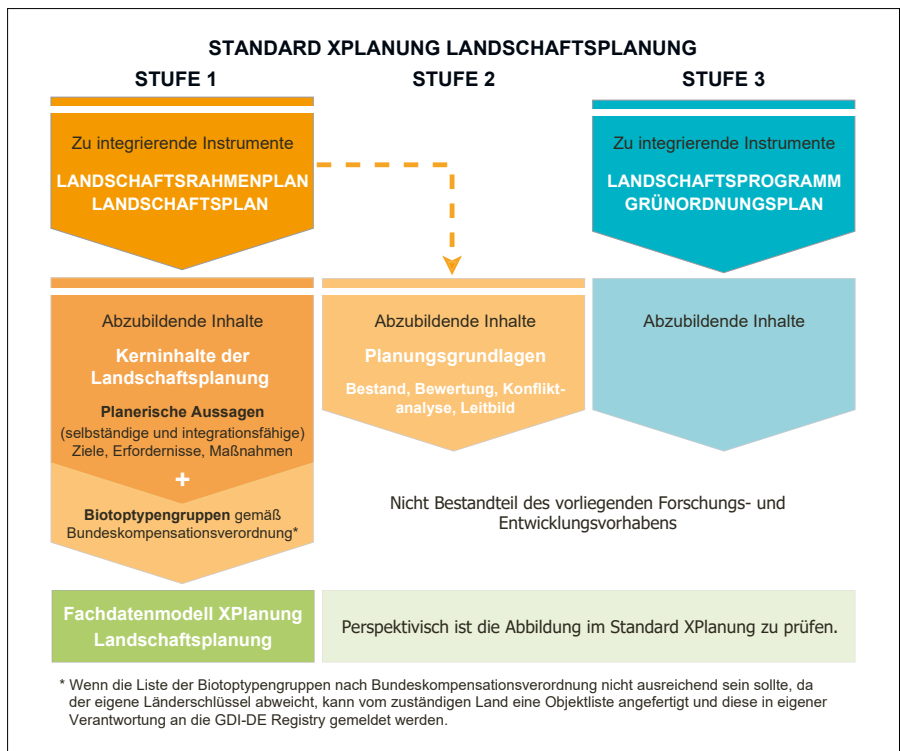 STANDARD XPLANUNG LANDSCHAFTSPLANUNG
STUFE 1
STUFE 2
STUFE 3
Zu integrierende Instrumente
LANDSCHAFTSRAHMENPLAN
LANDSCHAFTSPLAN
Zu integrierende Instrumente
LANDSCHAFTSPROGRAMM
GRÜNORDNUNGSPLAN
Abzubildende Inhalte
Kerninhalte der
Landschaftsplanung
Planerische Aussagen
(selbständige und integrationsfähige)
Ziele, Erfordernisse, Maßnahmen
+
Biotoptypengruppen gemäß
Bundeskompensationsverordnung*
Abzubildende Inhalte
Planungsgrundlagen
Bestand, Bewertung, Konflikt-
analyse, Leitbild
Abzubildende Inhalte
Nicht Bestandteil des vorliegenden Forschungs- und
Entwicklungsvorhabens
Fachdatenmodell XPlanung
Landschaftsplanung
Perspektivisch ist die Abbildung im Standard XPlanung zu prüfen.
* Wenn die Liste der Biotoptypengruppen nach Bundeskompensationsverordnung nicht ausreichend sein sollte, da
der eigene Länderschlüssel abweicht, kann vom zuständigen Land eine Objektliste angefertigt und diese in eigener
Verantwortung an die GDI-DE Registry gemeldet werden.